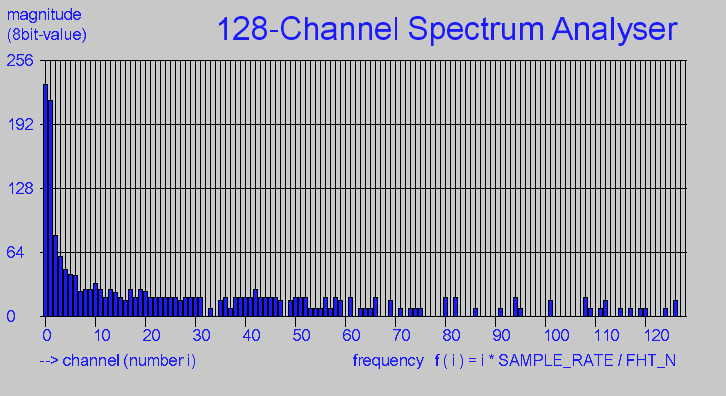 magnitude
(8bit-value)
128-Channel Spectrum Analyser
256
192
128
64
0
0 10 20 30 40 50 60 70 80 90 100 110 120
--> channel (number i)
frequency f ( i ) = i * SAMPLE_RATE / FHT_N